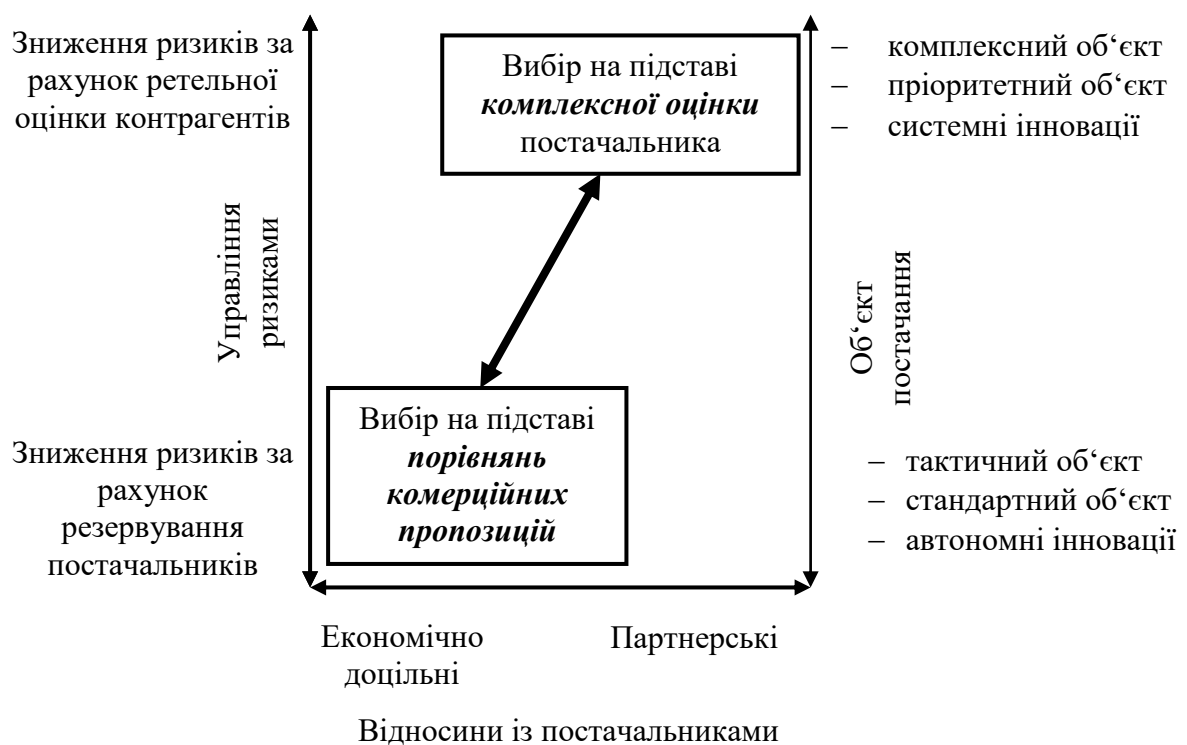 Зниження ризиків за
рахунок ретельної
оцінки контрагентів
Вибір на підставі
комплексної оцінки
постачальника
– комплексний об‘єкт
– пріоритетний об‘єкт
– системні інновації
Управління
ризиками
Об‘єкт
постачання
Зниження ризиків за
рахунок
резервування
постачальників
Вибір на підставі
порівнянь
комерційних
пропозицій
– тактичний об‘єкт
– стандартний об‘єкт
– автономні інновації
Економічно
доцільні
Партнерські
Відносини із постачальниками